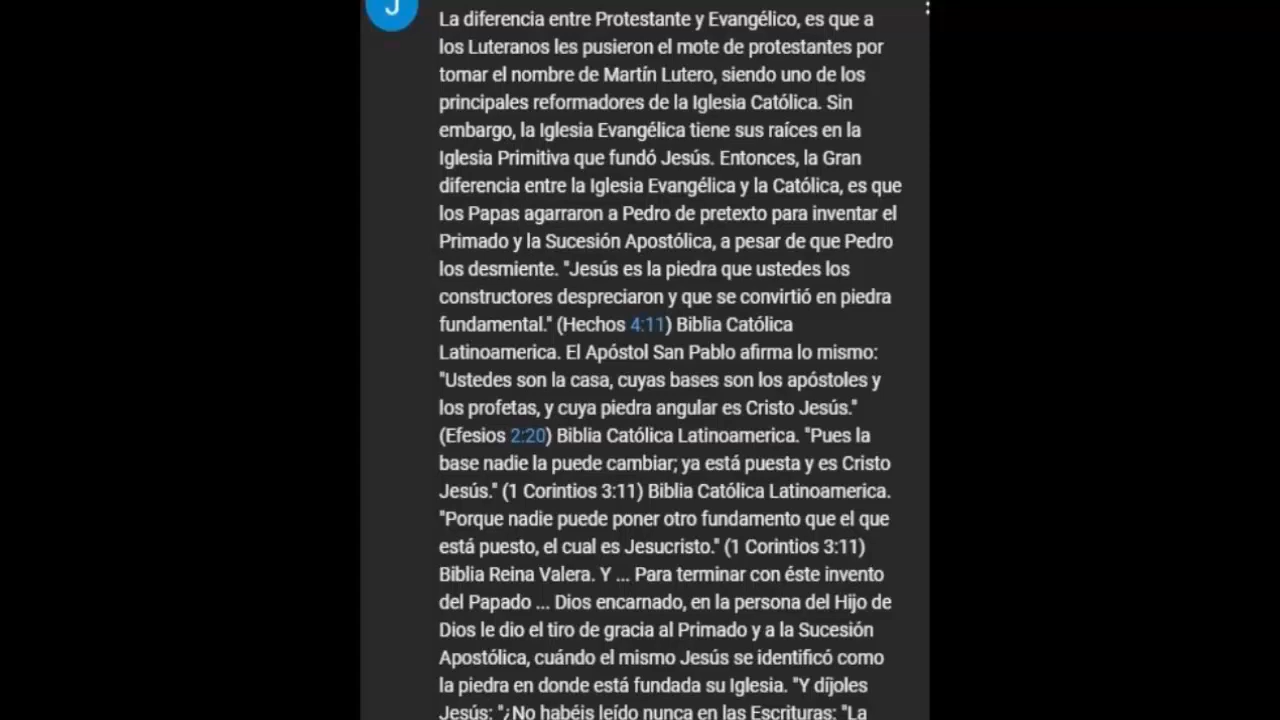 J
La diferencia entre Protestante y Evangélico, es que a
los Luteranos les pusieron el mote de protestantes por
tomar el nombre de Martín Lutero, siendo uno de los
principales reformadores de la Iglesia Católica. Sin
embargo, la Iglesia Evangélica tiene sus raíces en la
Iglesia Primitiva que fundó Jesús. Entonces, la Gran
diferencia entre la Iglesia Evangélica y la Católica, es que
los Papas agarraron a Pedro de pretexto para inventar el
Primado y la Sucesión Apostólica, a pesar de que Pedro
los desmiente. "Jesús es la piedra que ustedes los
constructores despreciaron y que se convirtió en piedra
fundamental." (Hechos 4:11) Biblia Católica
Latinoamerica. El Apóstol San Pablo afirma lo mismo:
"Ustedes son la casa, cuyas bases son los apóstoles y
los profetas, y cuya piedra angular es Cristo Jesús."
(Efesios 2:20) Biblia Católica Latinoamerica. "Pues la
base nadie la puede cambiar; ya está puesta y es Cristo
Jesús." (1 Corintios 3:11) Biblia Católica Latinoamerica.
"Porque nadie puede poner otro fundamento que el que
está puesto, el cual es Jesucristo." (1 Corintios 3:11)
Biblia Reina Valera. Y ... Para terminar con éste invento
del Papado ... Dios encarnado, en la persona del Hijo de
Dios le dio el tiro de gracia al Primado y a la Sucesión
Apostólica, cuándo el mismo Jesús se identificó como
la piedra en donde está fundada su Iglesia. "Y díjoles
Jesús: "¿No habéis leído nunca en las Escrituras: "La